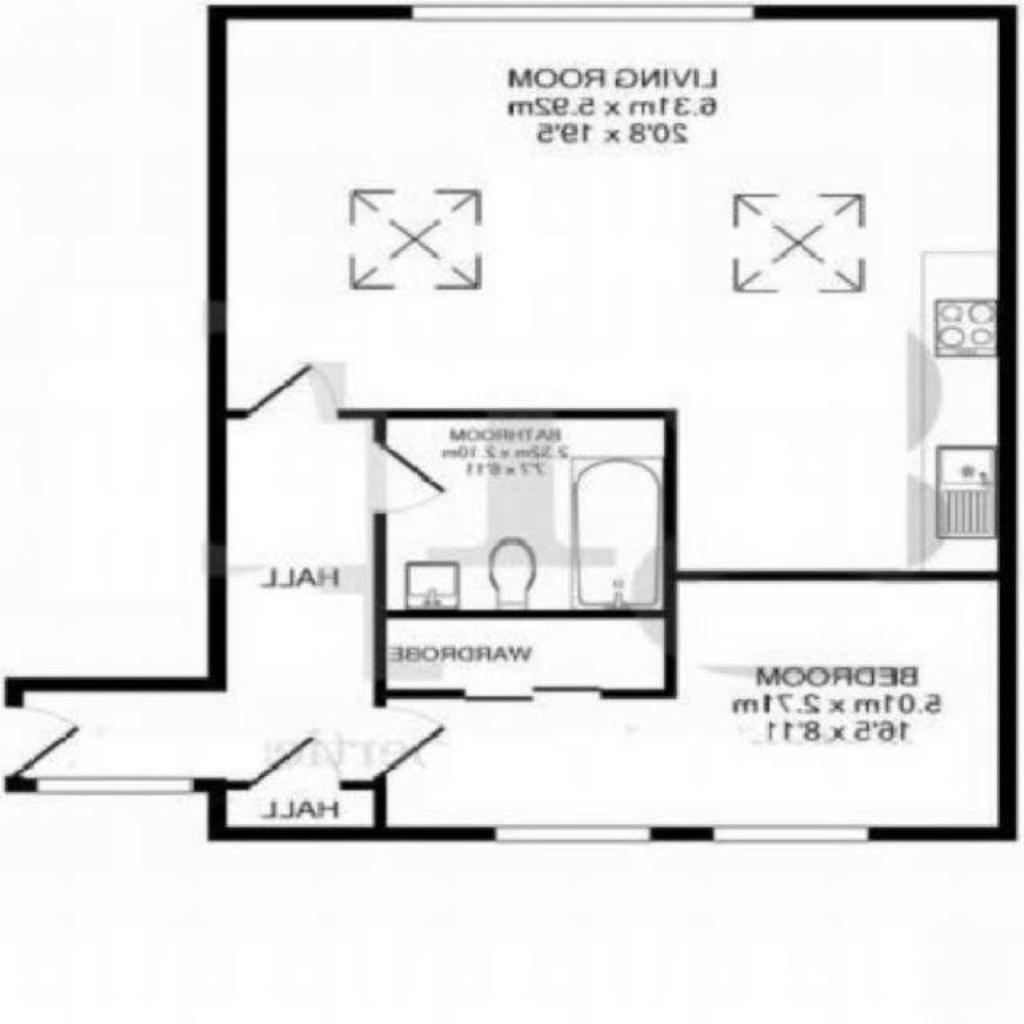 LIVING ROOM
6.31m x 5.92m
20'8 x 19'5
BATHROOM
2.32m x 2.10m
7'7 x 6'11
HALL
WARDROBE
BEDROOM
5.01m x 2.71m
16'5 x 8'11
HALL